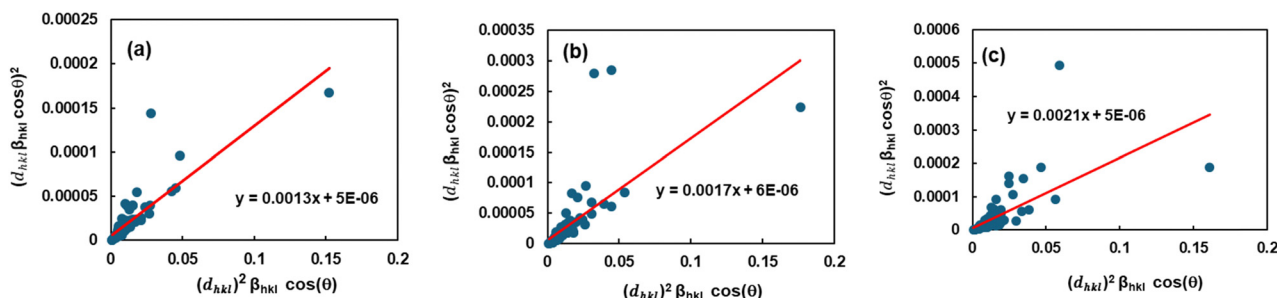 (a)
0.00025
0.0002
0.00015
0.0001
0.00005
0
0 0.05 0.1 0.15 0.2
y = 0.0013x + 5E-06
(d_hkl β_hkl cosθ)²
(d_hkl)² β_hkl cos(θ)
(b)
0.00035
0.0003
0.00025
0.0002
0.00015
0.0001
0.00005
0
0 0.05 0.1 0.15 0.2
y = 0.0017x + 6E-06
(d_hkl β_hkl cosθ)²
(d_hkl)² β_hkl cos(θ)
(c)
0.0006
0.0005
0.0004
0.0003
0.0002
0.0001
0
0 0.05 0.1 0.15 0.2
y = 0.0021x + 5E-06
(d_hkl β_hkl cosθ)²
(d_hkl)² β_hkl cos(θ)